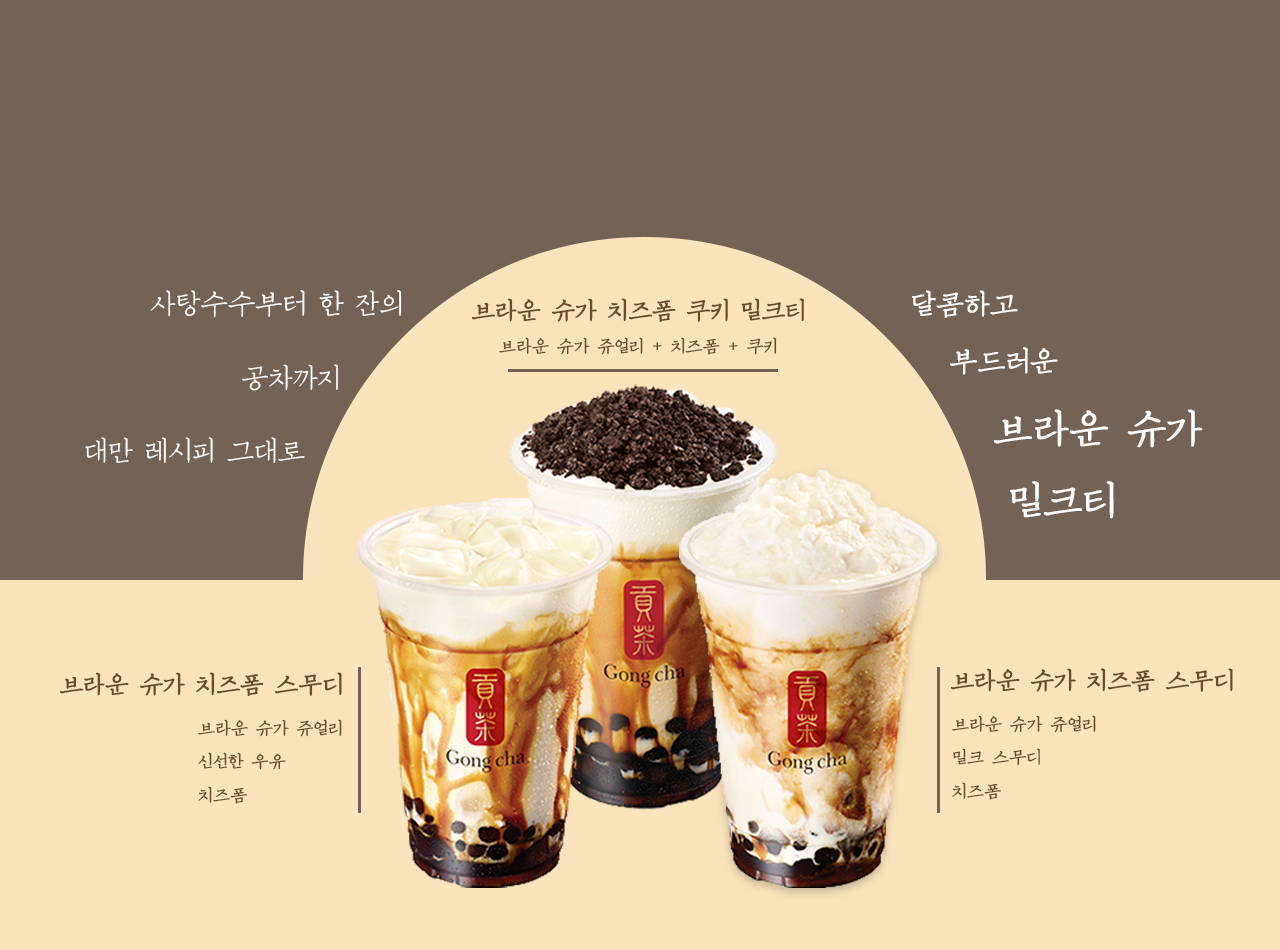 사탕수수부터 한 잔의
공차까지
대만 레시피 그대로
브라운 슈가 치즈폼 쿠키 밀크티
브라운 슈가 쥬얼리 + 치즈폼 + 쿠키
달콤하고
부드러운
브라운 슈가
밀크티
貢茶
Gong cha
貢茶
Gong cha
貢茶
Gong cha
브라운 슈가 치즈폼 스무디
브라운 슈가 쥬얼리
신선한 우유
치즈폼
브라운 슈가 치즈폼 스무디
브라운 슈가 쥬얼리
밀크 스무디
치즈폼